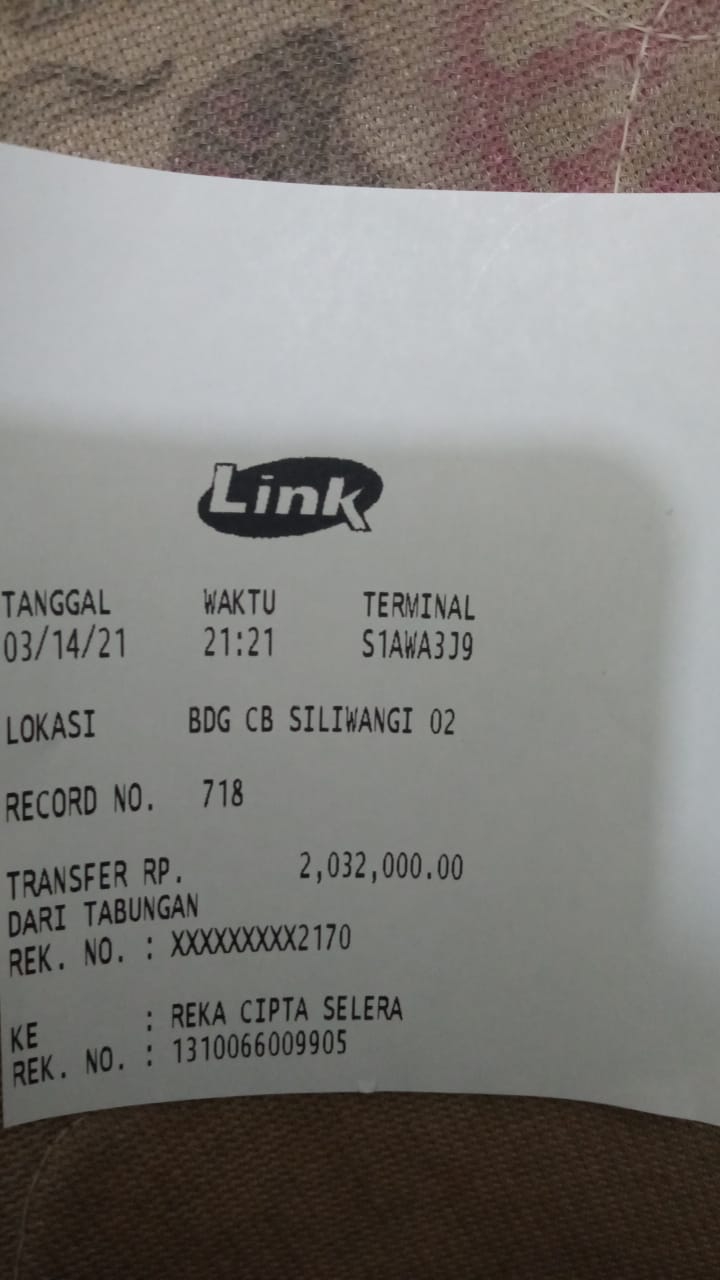 Link
TANGGAL WAKTU TERMINAL
03/14/21 21:21 S1AWA3J9
LOKASI BDG CB SILIWANGI 02
RECORD NO. 718
TRANSFER RP. 2,032,000.00
DARI TABUNGAN
REK. NO. : XXXXXXXXX2170
KE : REKA CIPTA SELERA
REK. NO. : 1310066009905